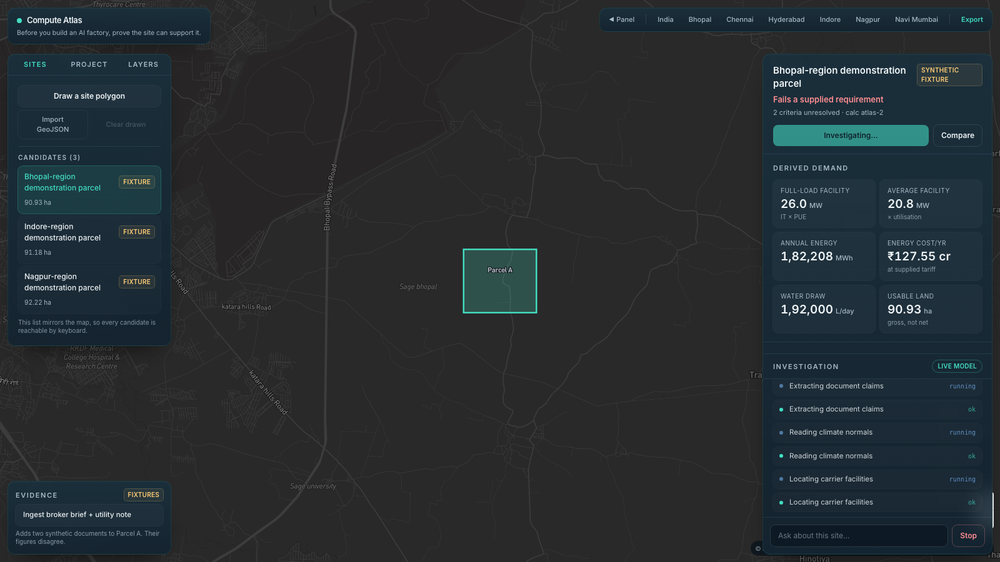 Thyrocare Centre
Compute Atlas
Before you build an AI factory, prove the site can support it.
◀ Panel
India
Bhopal
Chennai
Hyderabad
Indore
Nagpur
Navi Mumbai
Export
SITES
PROJECT
LAYERS
Draw a site polygon
Import
GeoJSON
Clear drawn
CANDIDATES (3)
Bhopal-region
demonstration parcel
FIXTURE
90.93 ha
Indore-region
demonstration parcel
FIXTURE
91.18 ha
Nagpur-region
demonstration parcel
FIXTURE
92.22 ha
This list mirrors the map, so every candidate is
reachable by keyboard.
RKDF Medical
College Hospital &
Research Centre
EVIDENCE
FIXTURES
Ingest broker brief + utility note
Adds two synthetic documents to Parcel A. Their
figures disagree.
Bhopal Bypass Road
Parcel A
Sage bhopal
katara hills Road
katara hills Road
Sage university
Hinotiya
Bhopal-region demonstration
parcel
SYNTHETIC
FIXTURE
Fails a supplied requirement
2 criteria unresolved · calc atlas-2
Investigating...
Compare
DERIVED DEMAND
FULL-LOAD FACILITY
26.0 MW
IT × PUE
AVERAGE FACILITY
20.8 MW
× utilisation
ANNUAL ENERGY
1,82,208 MWh
ENERGY COST/YR
₹127.55 cr
at supplied tariff
WATER DRAW
1,92,000 L/day
USABLE LAND
90.93 ha
gross, not net
INVESTIGATION
LIVE MODEL
Extracting document claims running
Extracting document claims ok
Reading climate normals running
Reading climate normals ok
Locating carrier facilities running
Locating carrier facilities ok
Ask about this site...
Stop
©